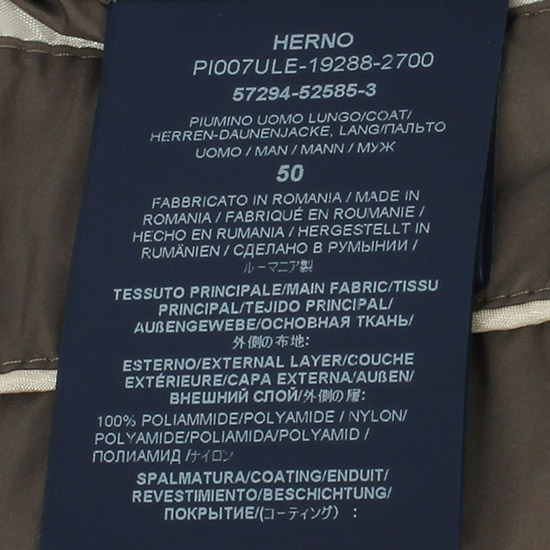 HERNO
PI007ULE-19288-2700
57294-52585-3
PIUMINO UOMO LUNGO/COAT/
HERREN-DAUNENJACKE, LANG/ПАЛЬТО
UOMO / MAN / MANN / МУЖ
50
FABBRICATO IN ROMANIA / MADE IN
ROMANIA / FABRIQUÉ EN ROUMANIE /
HECHO EN RUMANIA / HERGESTELLT IN
RUMÄNIEN / СДЕЛАНО В РУМЫНИИ /
ルーマニア製
TESSUTO PRINCIPALE/MAIN FABRIC/TISSU
PRINCIPAL/TEJIDO PRINCIPAL/
AUßENGEWEBE/ОСНОВНАЯ ТКАНЬ/
外側の布地:
ESTERNO/EXTERNAL LAYER/COUCHE
EXTÉRIEURE/CAPA EXTERNA/AUßEN/
ВНЕШНИЙ СЛОЙ/外側の層:
100% POLIAMMIDE/POLYAMIDE / NYLON/
POLYAMIDE/POLIAMIDA/POLYAMID /
ПОЛИАМИД /ナイロン
SPALMATURA/COATING/ENDUIT/
REVESTIMIENTO/BESCHICHTUNG/
ПОКРЫТИЕ/(コーティング) :